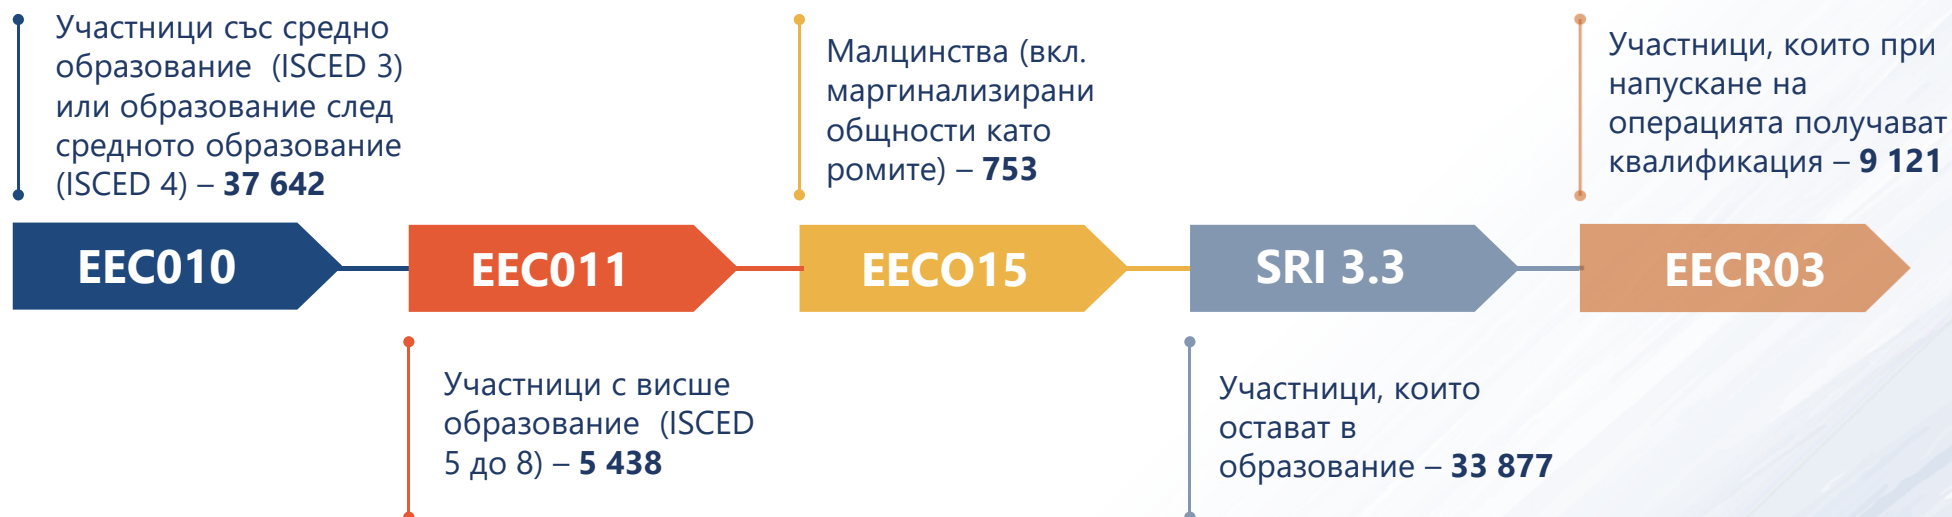 Участници със средно
образование (ISCED 3)
или образование след
средното образование
(ISCED 4) – 37 642
Малцинства (вкл.
маргинализирани
общности като
ромите) – 753
Участници, които при
напускане на
операцията получават
квалификация – 9 121
EEC010
EEC011
EECO15
SRI 3.3
EECR03
Участници с висше
образование (ISCED
5 до 8) – 5 438
Участници, които
остават в
образование – 33 877